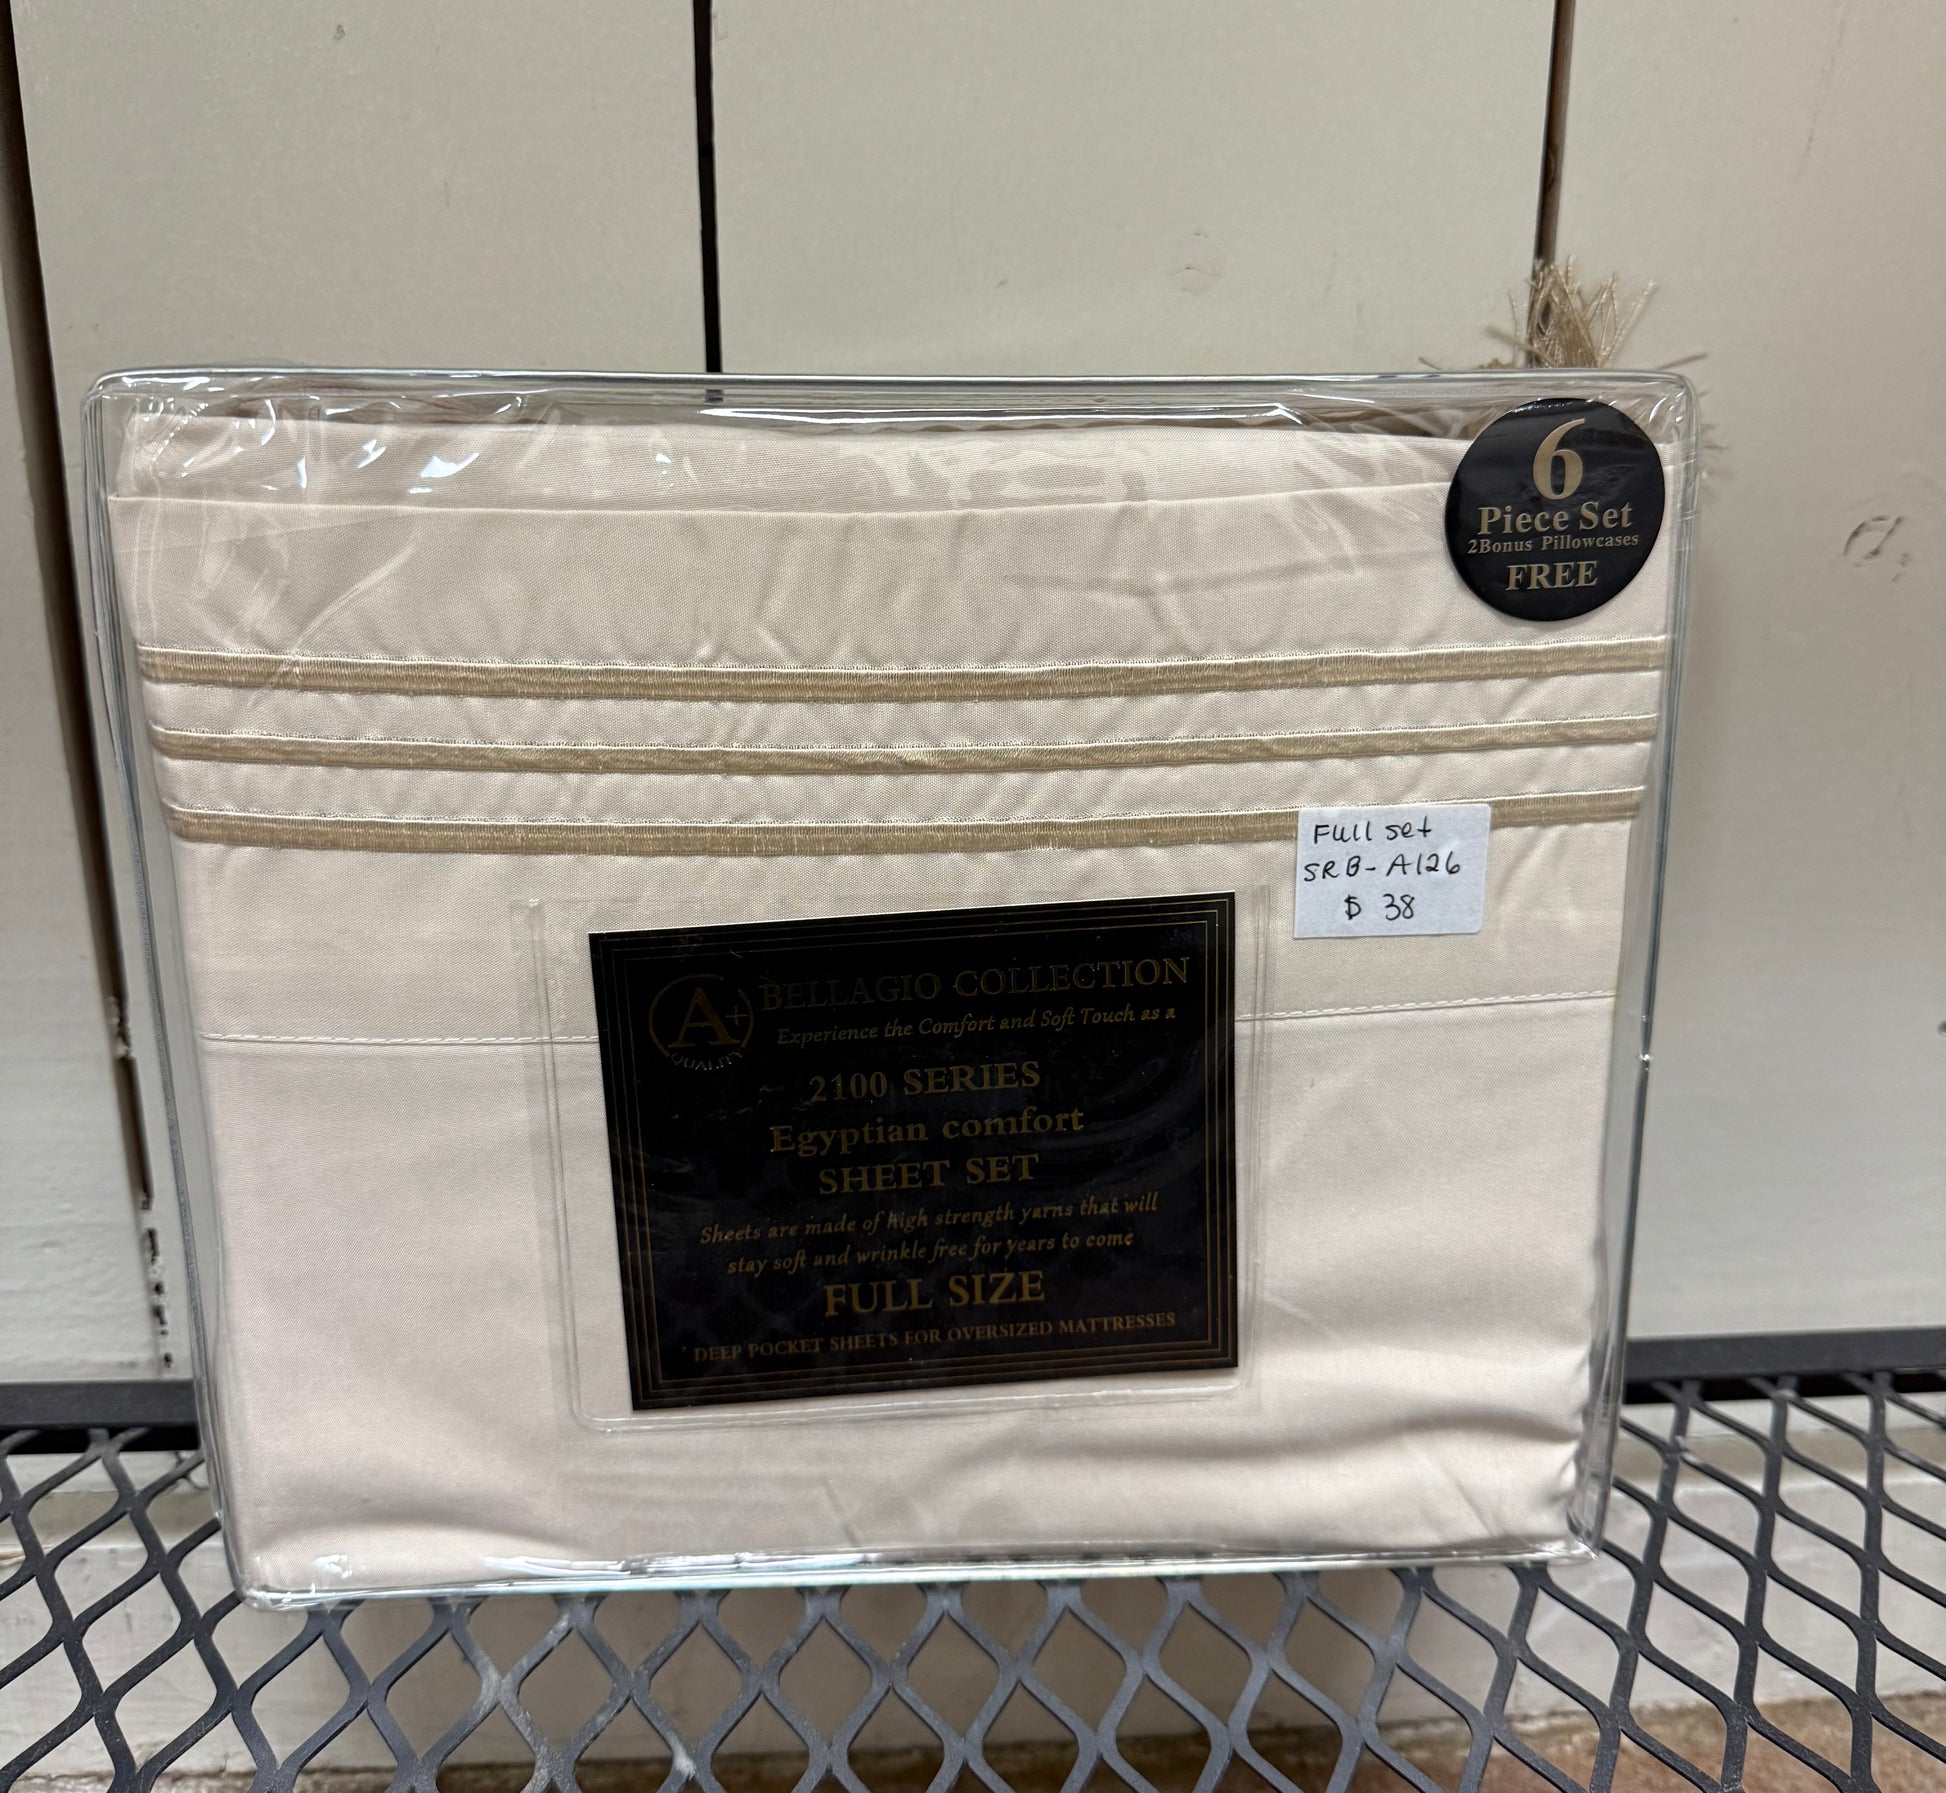 6
Piece Set
2Bonus Pillowcases
FREE
Full set
SRB-A126
$ 38
A+
QUALITY
BELLAGIO COLLECTION
Experience the Comfort and Soft Touch as a
2100 SERIES
Egyptian comfort
SHEET SET
Sheets are made of high strength yarns that will
stay soft and wrinkle free for years to come
FULL SIZE
DEEP POCKET SHEETS FOR OVERSIZED MATTRESSES